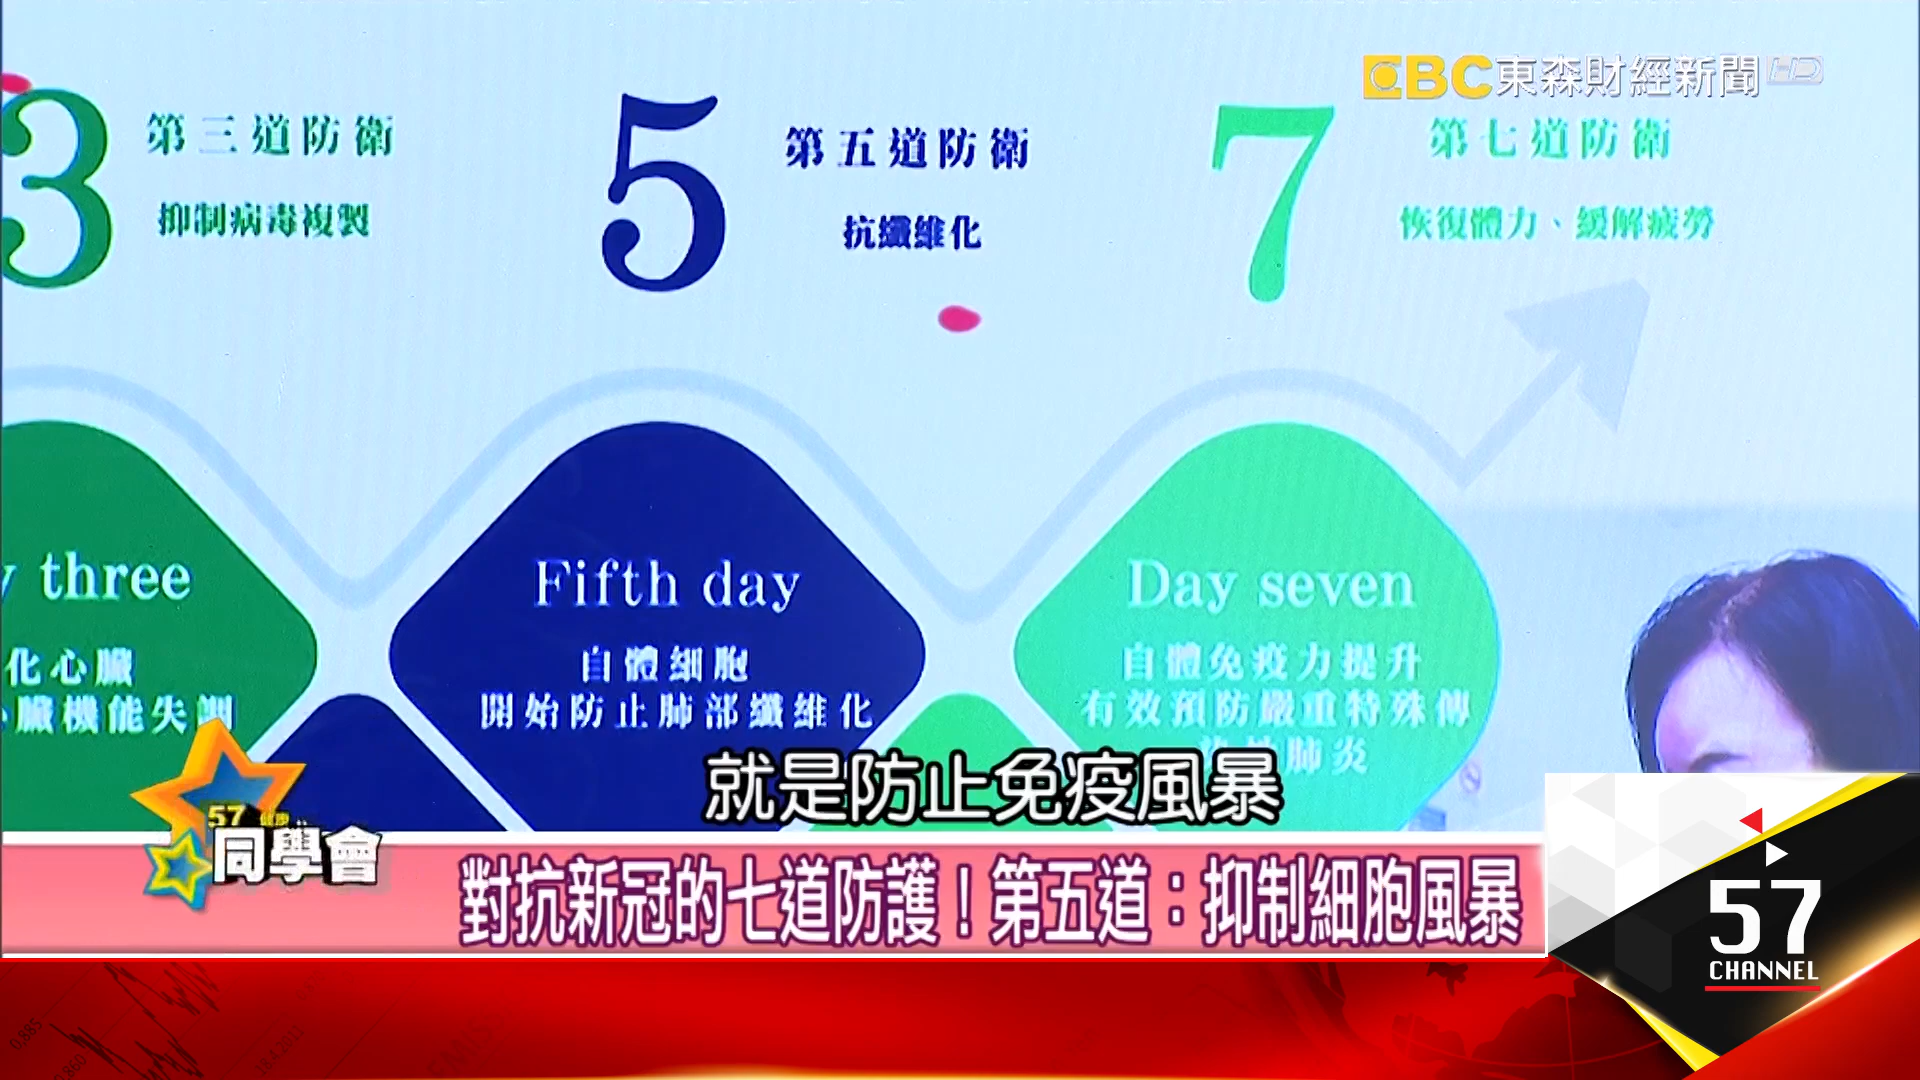 EBC東森財經新聞HD
3
第三道防衛
抑制病毒複製
5
第五道防衛
抗纖維化
7
第七道防衛
恢復體力、緩解疲勞
three
化心臟
心臟機能失調
Fifth day
自體細胞
開始防止肺部纖維化
Day seven
自體免疫力提升
有效預防嚴重特殊傳
肺炎
就是防止免疫風暴
57 健康
同學會
對抗新冠的七道防護！第五道：抑制細胞風暴
57
CHANNEL